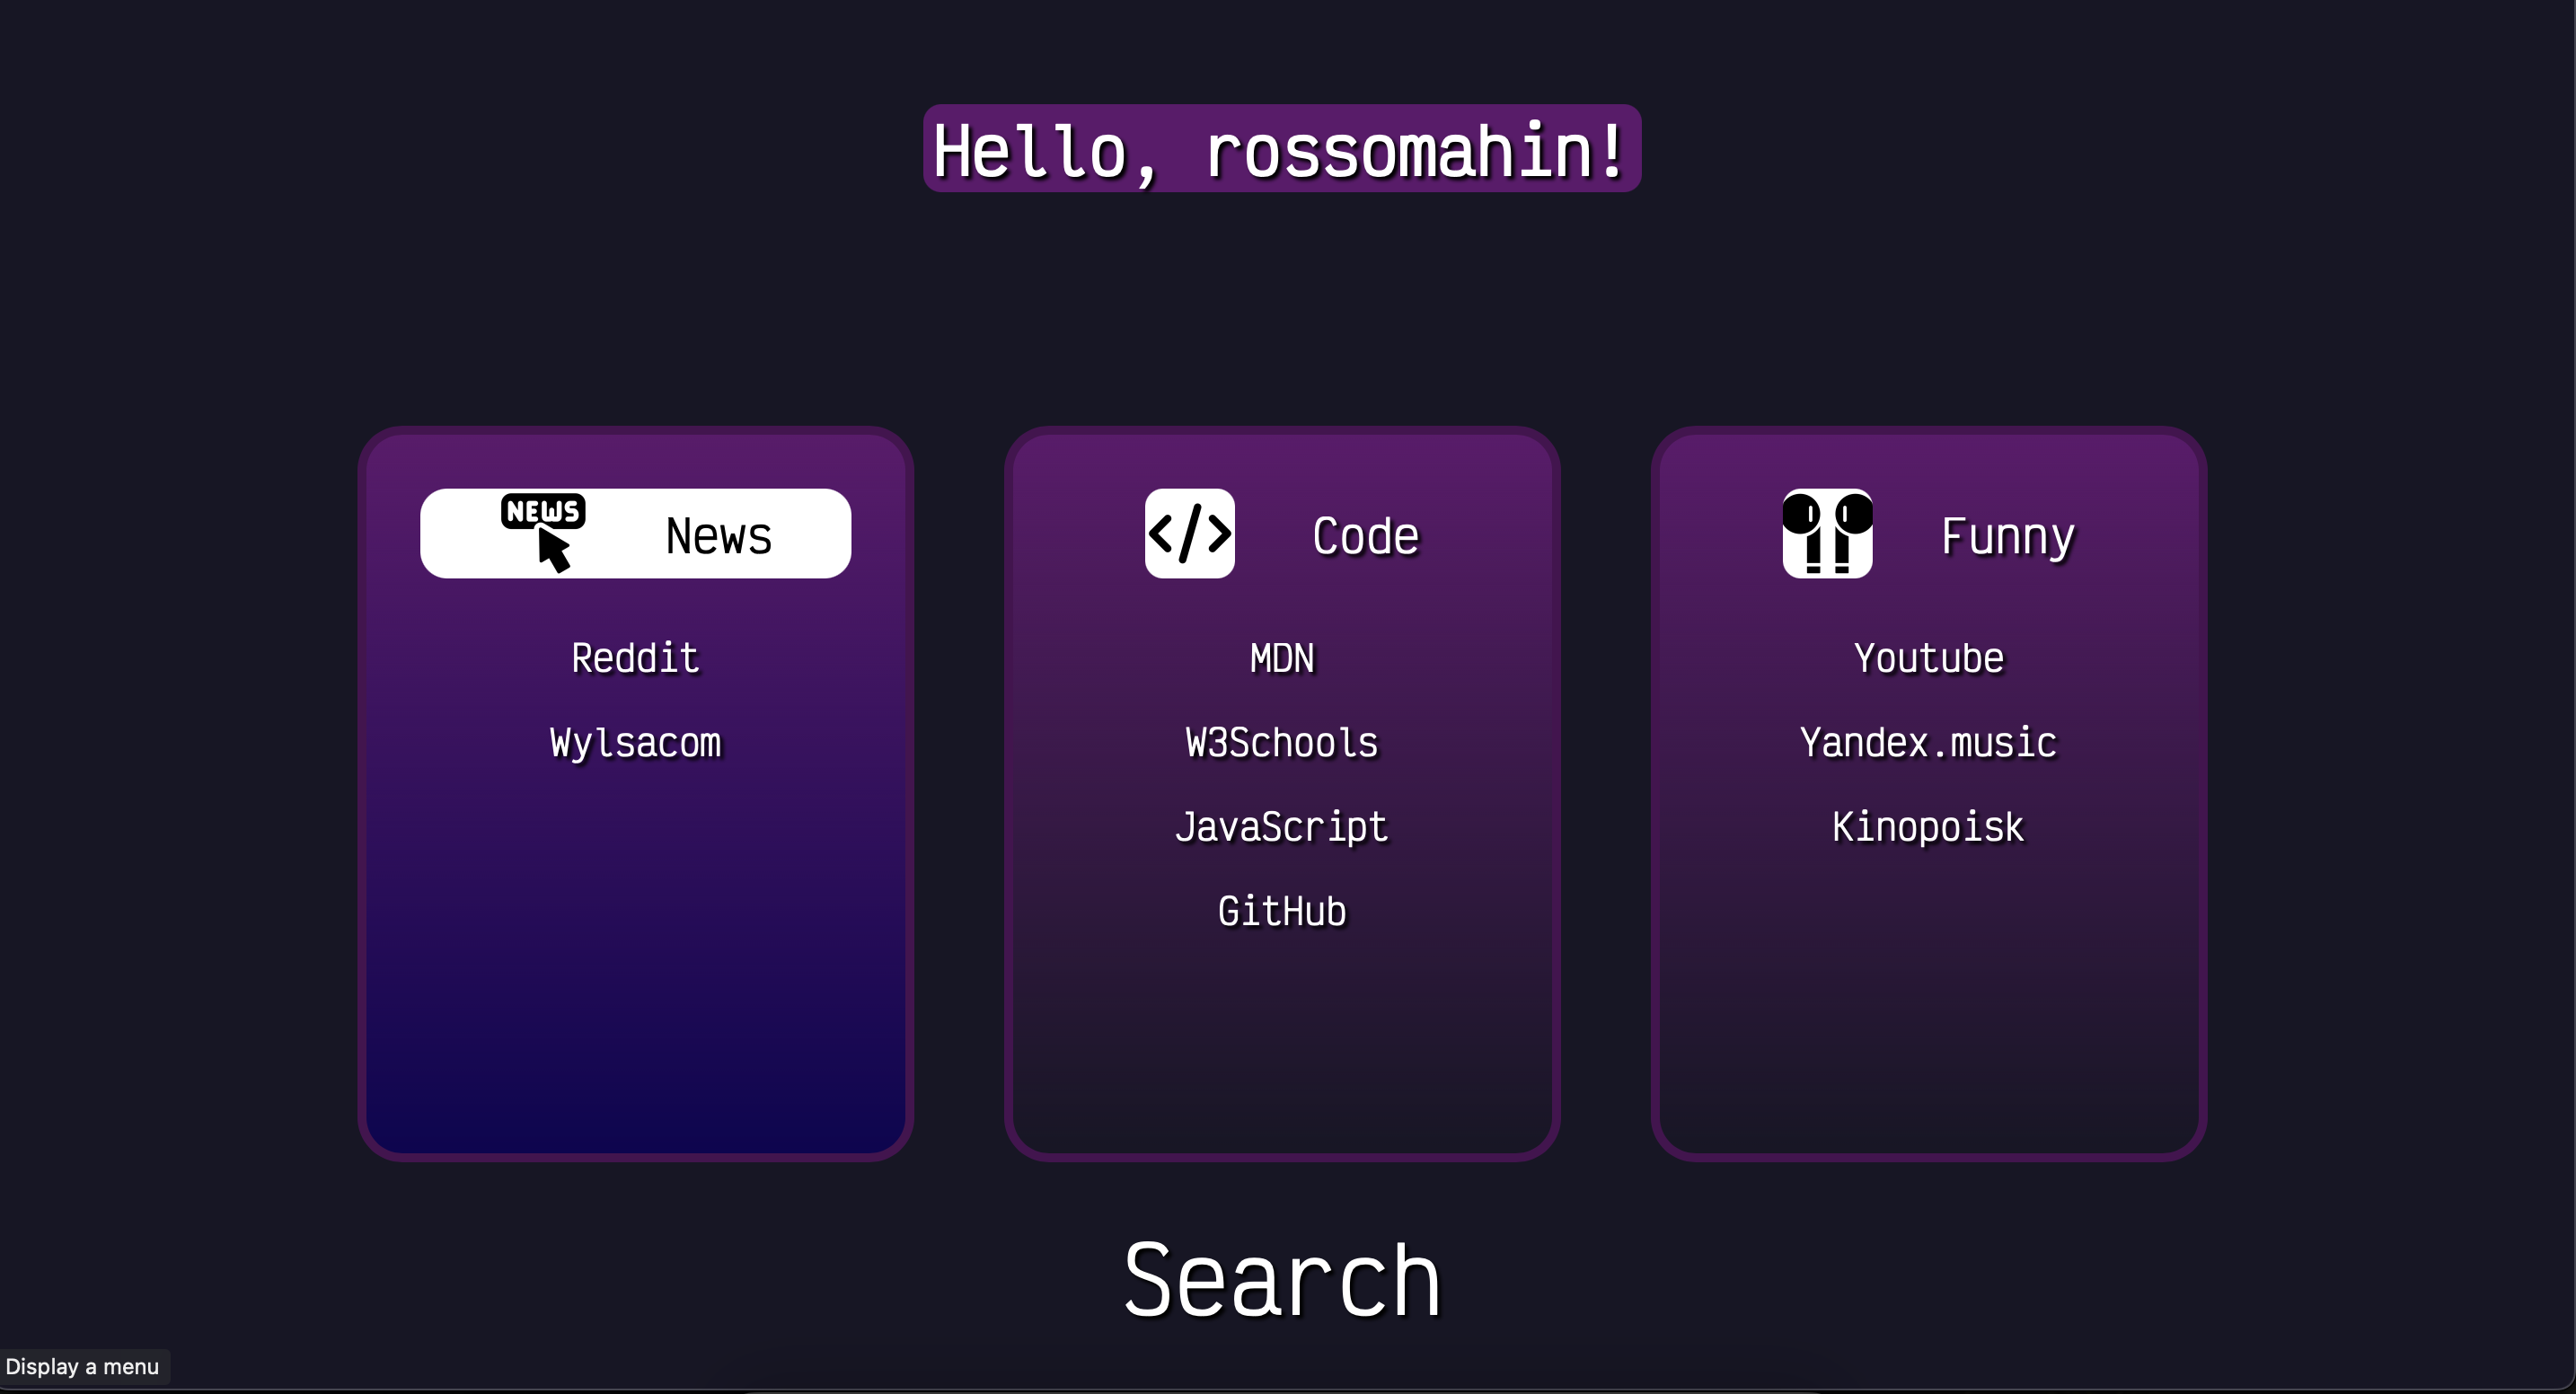 Hello, rossomahin!
NEWS
News
Reddit
Wylsacom
</> Code
MDN
W3Schools
JavaScript
GitHub
Funny
Youtube
Yandex.music
Kinopoisk
Search
Display a menu